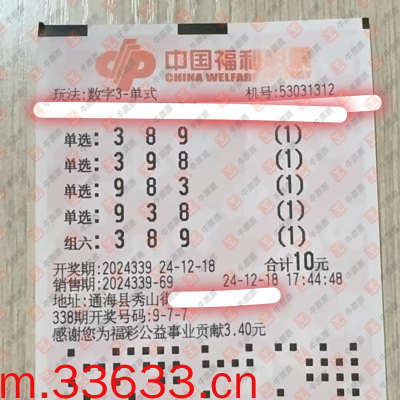 中国福利彩票
CHINA WELFAR
玩法:数字3-单式 机号:53031312
单选: 3 8 9 (1)
单选: 3 9 8 (1)
单选: 9 8 3 (1)
单选: 9 3 8 (1)
组六: 3 8 9 (1)
开奖期:2024339 24-12-18 合计10元
销售期:2024339-69 24-12-18 17:44:48
地址:通海县秀山街
338期开奖号码:9-7-7
感谢您为福彩公益事业贡献3.40元
m.33633.cn